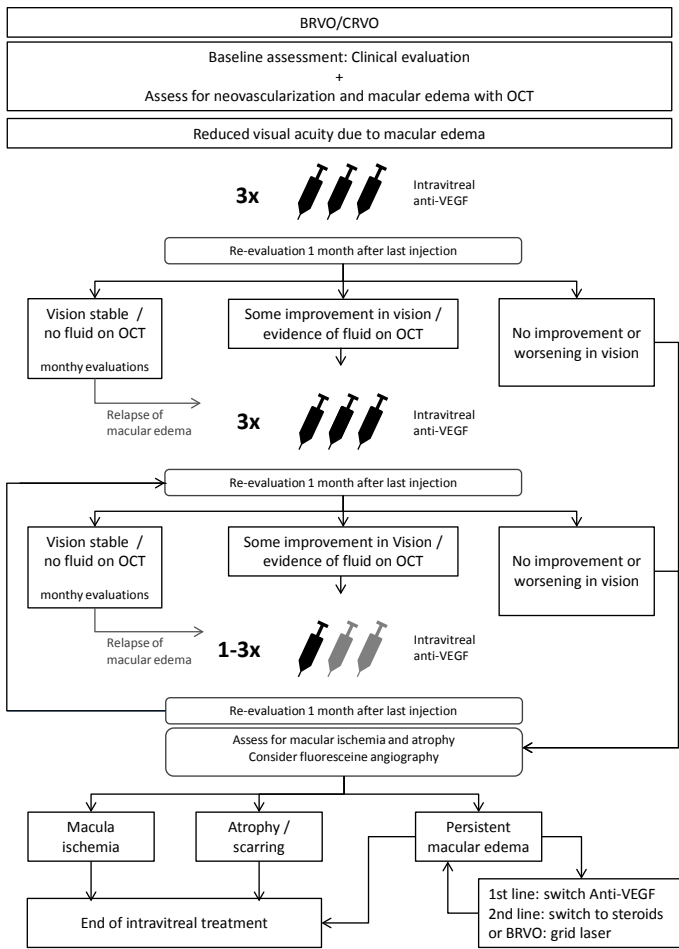 BRVO/CRVO
Baseline assessment: Clinical evaluation
+
Assess for neovascularization and macular edema with OCT
Reduced visual acuity due to macular edema
3x
Intravitreal
anti-VEGF
Re-evaluation 1 month after last injection
Vision stable /
no fluid on OCT
monthy evaluations
Some improvement in vision /
evidence of fluid on OCT
No improvement or
worsening in vision
Relapse of
macular edema
3x
Intravitreal
anti-VEGF
Re-evaluation 1 month after last injection
Vision stable /
no fluid on OCT
monthy evaluations
Some improvement in Vision /
evidence of fluid on OCT
No improvement or
worsening in vision
Relapse of
macular edema
1-3x
Intravitreal
anti-VEGF
Re-evaluation 1 month after last injection
Assess for macular ischemia and atrophy
Consider fluoresceine angiography
Macula
ischemia
Atrophy /
scarring
Persistent
macular edema
End of intravitreal treatment
1st line: switch Anti-VEGF
2nd line: switch to steroids
or BRVO: grid laser